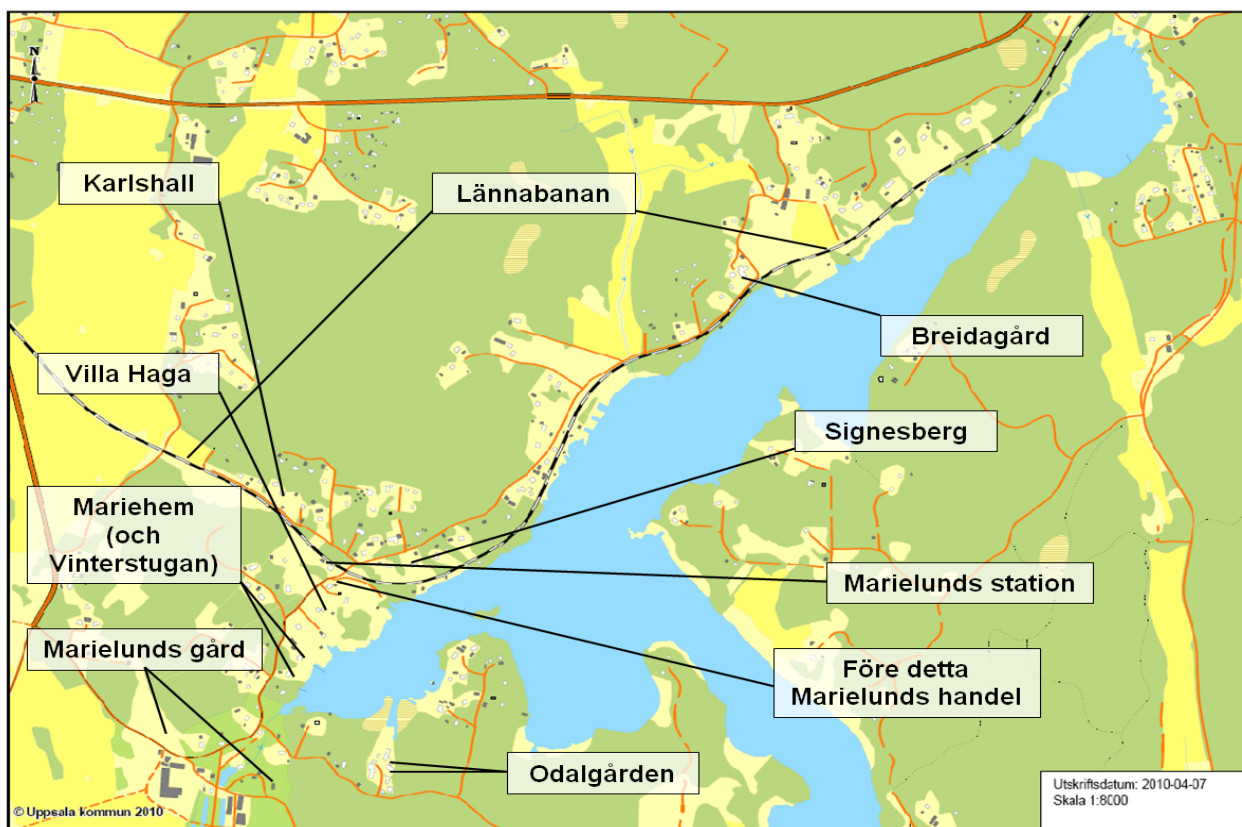 N
Karlshall
Lännabanan
Breidagård
Villa Haga
Signesberg
Mariehem
(och
Vinterstugan)
Marielunds station
Marielunds gård
Före detta
Marielunds handel
Odalgården
Utskriftsdatum: 2010-04-07
Skala 1:8000
© Uppsala kommun 2010